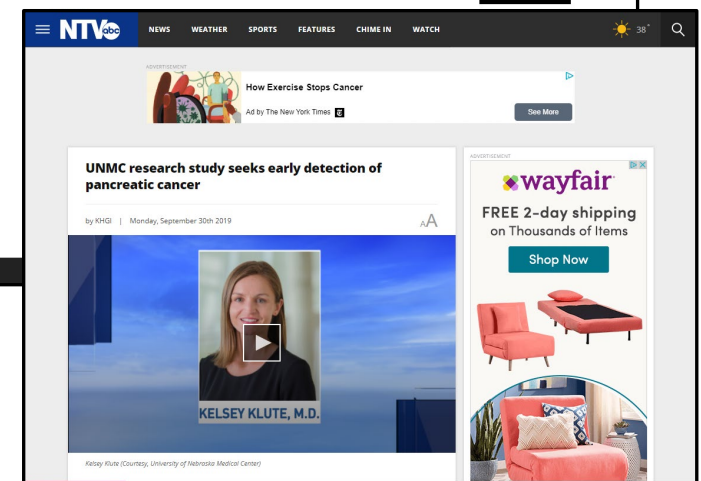 NTV abc
NEWS WEATHER SPORTS FEATURES CHIME IN WATCH
38°
ADVERTISEMENT
How Exercise Stops Cancer
Ad by The New York Times
See More
UNMC research study seeks early detection of
pancreatic cancer
by KHGI | Monday, September 30th 2019
AA
KELSEY KLUTE, M.D.
Kelsey Klute (Courtesy, University of Nebraska Medical Center)
ADVERTISEMENT
wayfair
FREE 2-day shipping
on Thousands of Items
Shop Now